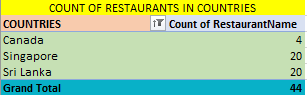 COUNT OF RESTAURANTS IN COUNTRIES
COUNTRIES Count of RestaurantName
Canada 4
Singapore 20
Sri Lanka 20
Grand Total 44